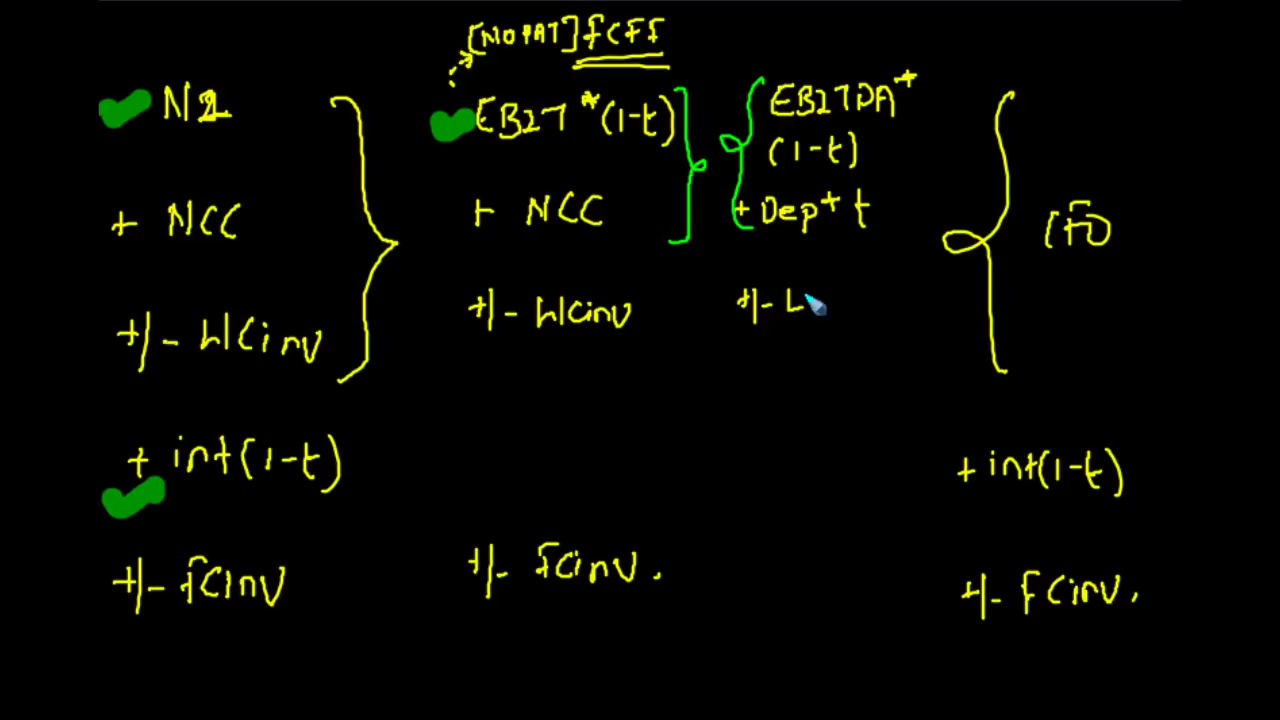 [NOPAT] FCFF
NI
+ NCC
+/- WCinv
+ int(1-t)
+/- FCInv
EBIT *(1-t)
+ NCC
+/- WCinv
+/- FCinv.
EBITDA *
(1-t)
+ Dep * t
+/- L
CFO
+ int(1-t)
+/- FCinv.